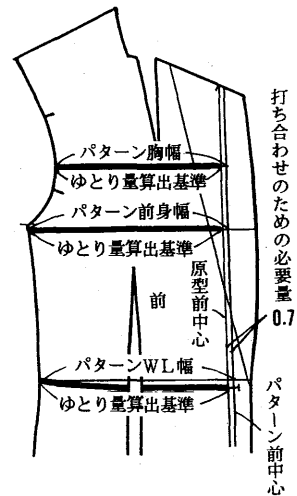 パターン胸幅
ゆとり量算出基準
パターン前身幅
ゆとり量算出基準
前
原型前中心
パターンWL幅
ゆとり量算出基準
打ち合わせのための必要量
0.7
パターン前中心